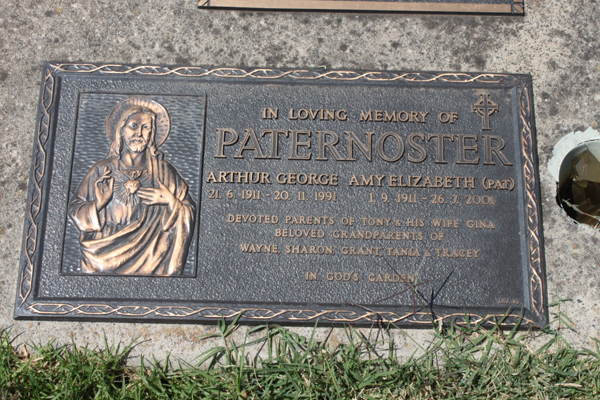 IN LOVING MEMORY OF
PATERNOSTER
ARTHUR GEORGE AMY ELIZABETH (PAT)
21. 6. 1911 - 20. 11. 1991 1. 9. 1911 - 26. 7. 2001
DEVOTED PARENTS OF TONY & HIS WIFE GINA
BELOVED GRANDPARENTS OF
WAYNE, SHARON, GRANT, TANIA & TRACEY
IN GOD'S GARDEN